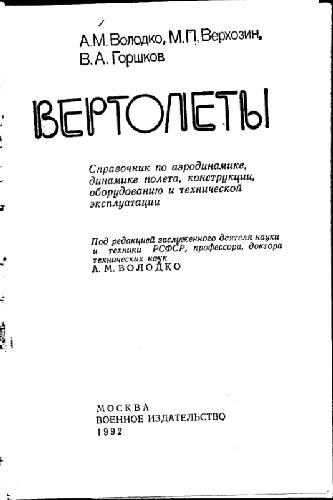 А. М. Володко, М. П. Верхозин,
В. А. Горшков
ВЕРТОЛЕТЫ
Справочник по аэродинамике,
динамике полета, конструкции,
оборудованию и технической
эксплуатации
Под редакцией заслуженного деятеля науки
и техники РСФСР, профессора, доктора
технических наук
А. М. ВОЛОДКО
МОСКВА
ВОЕННОЕ ИЗДАТЕЛЬСТВО
1992